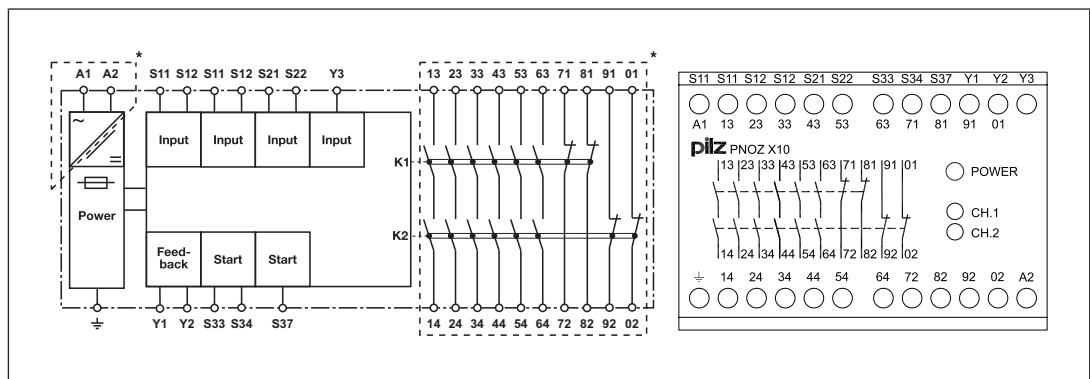 * *
A1 A2 S11 S12 S11 S12 S21 S22 Y3 13 23 33 43 53 63 71 81 91 01
Input Input Input Input
K1
Power
K2
Feed-
back
Start Start
Y1 Y2 S33 S34 S37 14 24 34 44 54 64 72 82 92 02
S11 S11 S12 S12 S21 S22 S33 S34 S37 Y1 Y2 Y3
A1 13 23 33 43 53 63 71 81 91 01
pilz PNOZ X10
13 23 33 43 53 63 71 81 91 01
POWER
CH.1
CH.2
14 24 34 44 54 64 72 82 92 02
14 24 34 44 54 64 72 82 92 02 A2